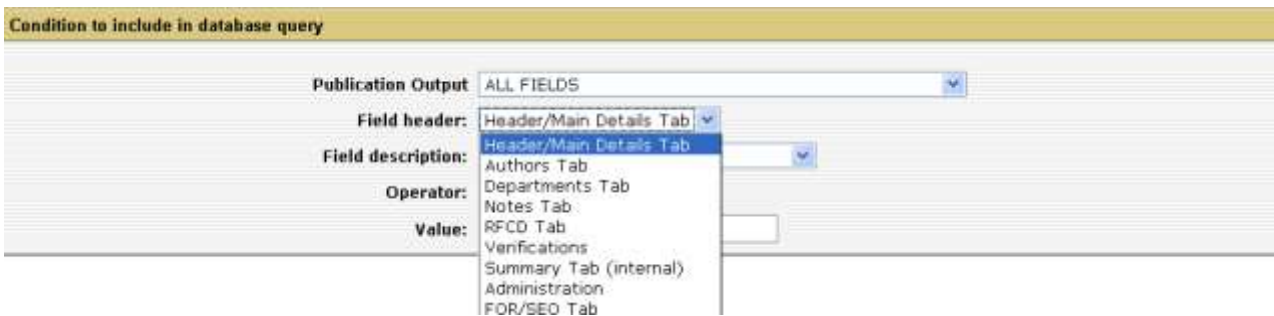 Condition to include in database query
Publication Output ALL FIELDS
Field header: Header/Main Details Tab
Header/Main Details Tab
Field description:
Authors Tab
Operator: Departments Tab
Notes Tab
Value: RFCD Tab
Verifications
Summary Tab (internal)
Administration
FOR/SEO Tab